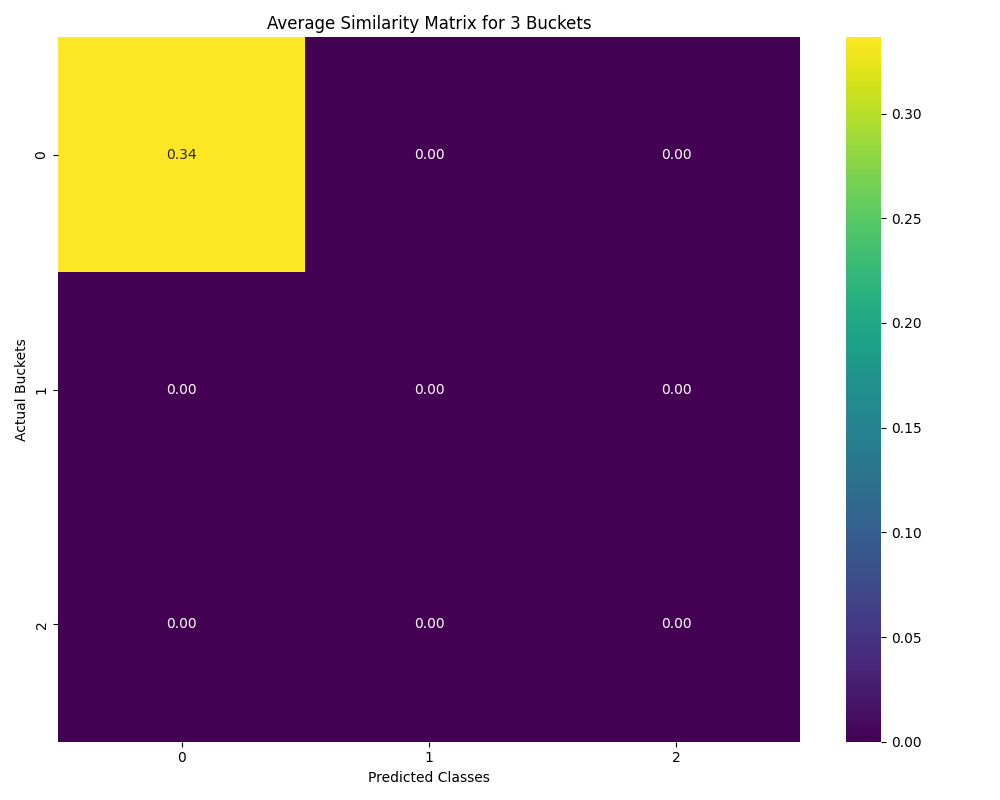 Average Similarity Matrix for 3 Buckets
0.34 0.00 0.00
0.00 0.00 0.00
0.00 0.00 0.00
0
1
2
Actual Buckets
0 1 2
Predicted Classes
0.30
0.25
0.20
0.15
0.10
0.05
0.00